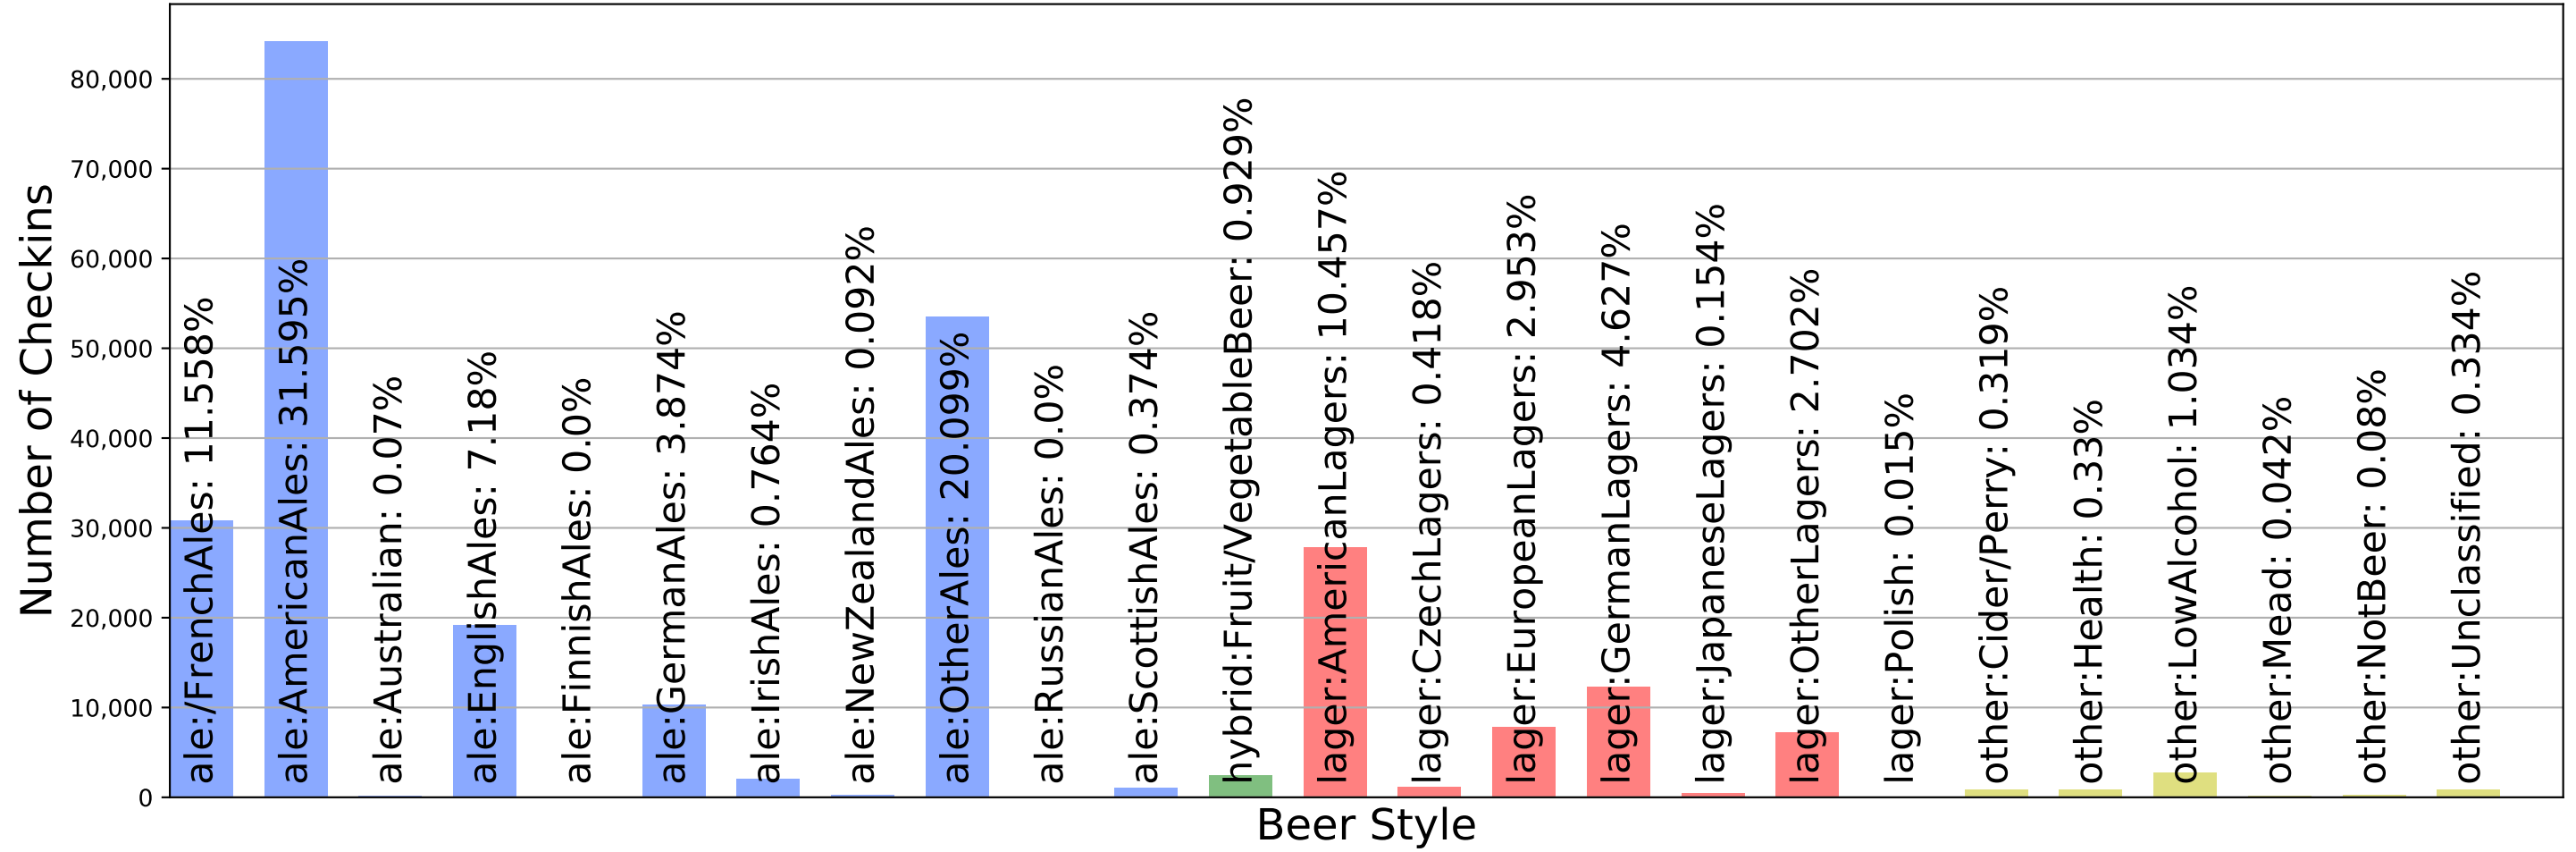 Number of Checkins
80,000
70,000
60,000
50,000
40,000
30,000
20,000
10,000
0
ale:/FrenchAles: 11.558%
ale:AmericanAles: 31.595%
ale:Australian: 0.07%
ale:EnglishAles: 7.18%
ale:FinnishAles: 0.0%
ale:GermanAles: 3.874%
ale:IrishAles: 0.764%
ale:NewZealandAles: 0.092%
ale:OtherAles: 20.099%
ale:RussianAles: 0.0%
ale:ScottishAles: 0.374%
hybrid:Fruit/VegetableBeer: 0.929%
lager:AmericanLagers: 10.457%
lager:CzechLagers: 0.418%
lager:EuropeanLagers: 2.953%
lager:GermanLagers: 4.627%
lager:JapaneseLagers: 0.154%
lager:OtherLagers: 2.702%
lager:Polish: 0.015%
other:Cider/Perry: 0.319%
other:Health: 0.33%
other:LowAlcohol: 1.034%
other:Mead: 0.042%
other:NotBeer: 0.08%
other:Unclassified: 0.334%
Beer Style